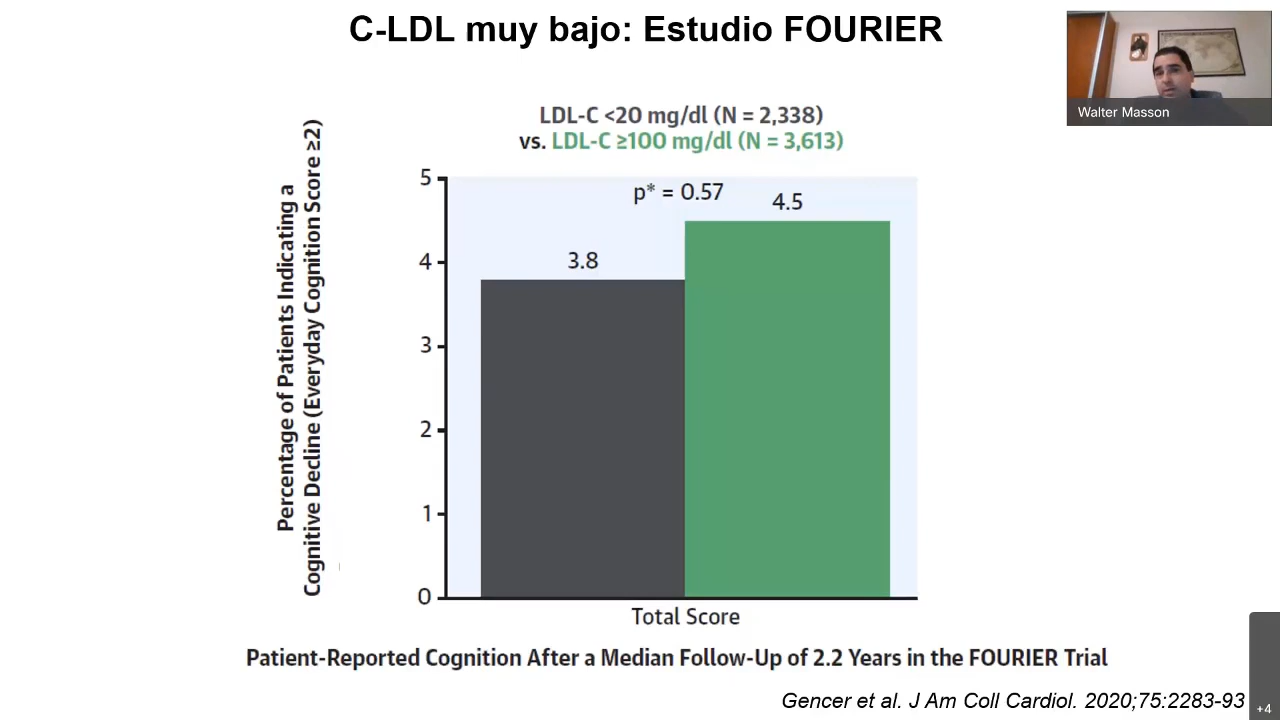 C-LDL muy bajo: Estudio FOURIER
Walter Masson
LDL-C <20 mg/dl (N = 2,338)
vs. LDL-C ≥100 mg/dl (N = 3,613)
Percentage of Patients Indicating a
Cognitive Decline (Everyday Cognition Score ≥2)
5
p* = 0.57
4.5
4
3.8
3
2
1
0
Total Score
Patient-Reported Cognition After a Median Follow-Up of 2.2 Years in the FOURIER Trial
Gencer et al. J Am Coll Cardiol. 2020;75:2283-93
+4